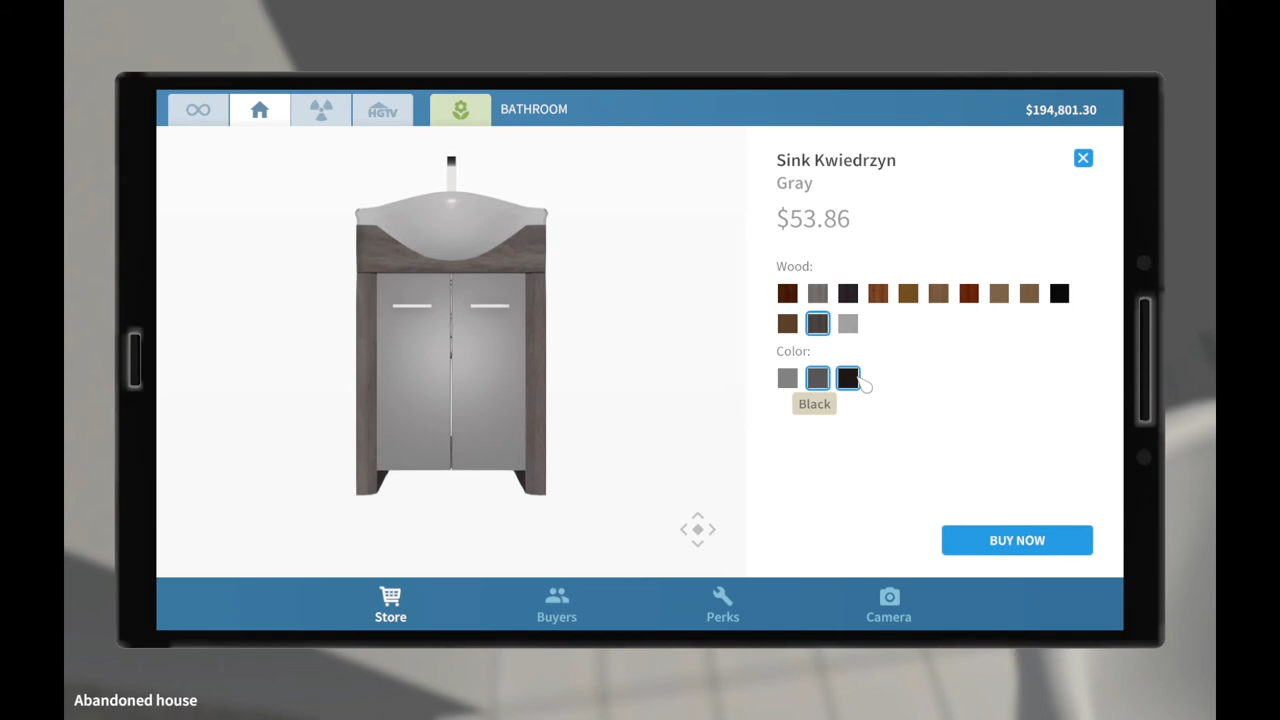 HGTV
BATHROOM
$194,801.30
Sink Kwiedrzyn
Gray
$53.86
Wood:
Color:
Black
BUY NOW
Store
Buyers
Perks
Camera
Abandoned house